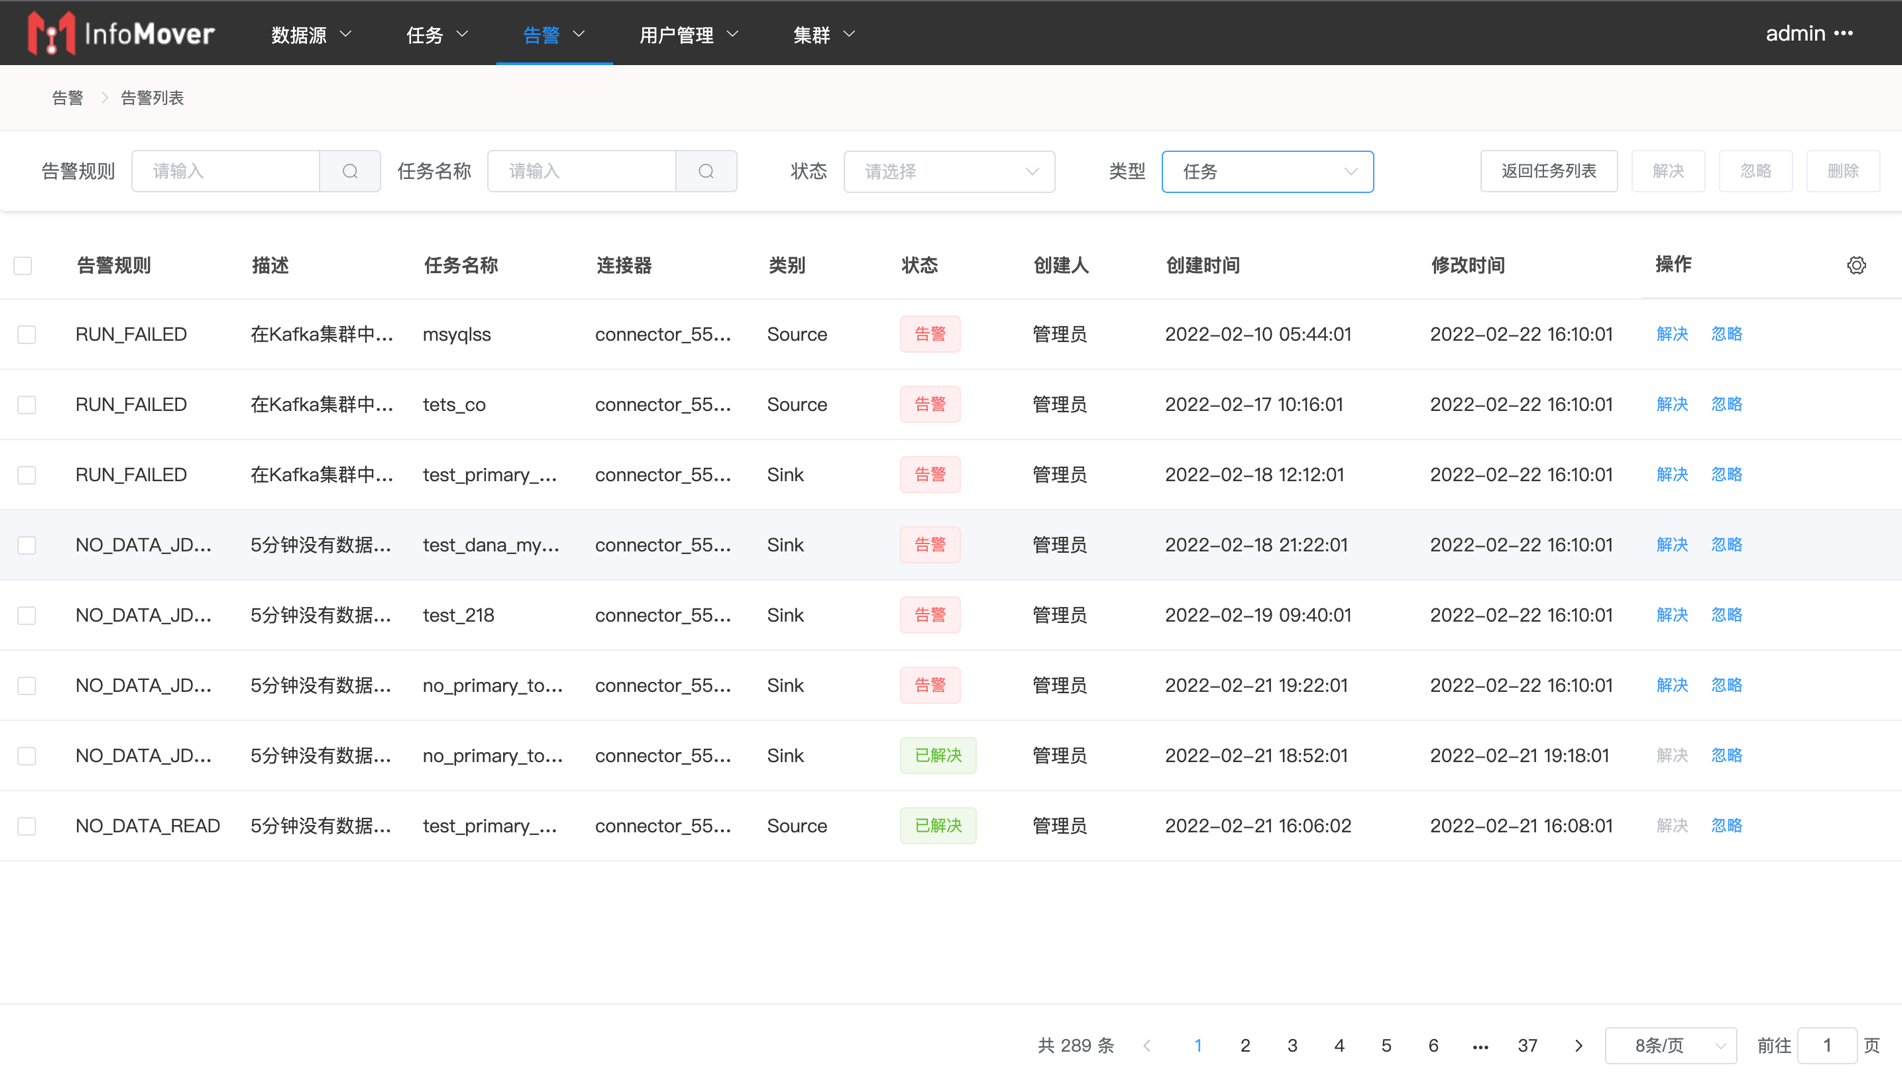 InfoMover 数据源 任务 告警 用户管理 集群 admin •••
告警 > 告警列表
告警规则 请输入 任务名称 请输入 状态 请选择 类型 任务 返回任务列表 解决 忽略 删除
告警规则 描述 任务名称 连接器 类别 状态 创建人 创建时间 修改时间 操作
RUN_FAILED 在Kafka集群中... msyqlss connector_55... Source 告警 管理员 2022-02-10 05:44:01 2022-02-22 16:10:01 解决 忽略
RUN_FAILED 在Kafka集群中... tets_co connector_55... Source 告警 管理员 2022-02-17 10:16:01 2022-02-22 16:10:01 解决 忽略
RUN_FAILED 在Kafka集群中... test_primary_... connector_55... Sink 告警 管理员 2022-02-18 12:12:01 2022-02-22 16:10:01 解决 忽略
NO_DATA_JD... 5分钟没有数据... test_dana_my... connector_55... Sink 告警 管理员 2022-02-18 21:22:01 2022-02-22 16:10:01 解决 忽略
NO_DATA_JD... 5分钟没有数据... test_218 connector_55... Sink 告警 管理员 2022-02-19 09:40:01 2022-02-22 16:10:01 解决 忽略
NO_DATA_JD... 5分钟没有数据... no_primary_to... connector_55... Sink 告警 管理员 2022-02-21 19:22:01 2022-02-22 16:10:01 解决 忽略
NO_DATA_JD... 5分钟没有数据... no_primary_to... connector_55... Sink 已解决 管理员 2022-02-21 18:52:01 2022-02-21 19:18:01 解决 忽略
NO_DATA_READ 5分钟没有数据... test_primary_... connector_55... Source 已解决 管理员 2022-02-21 16:06:02 2022-02-21 16:08:01 解决 忽略
共 289 条 < 1 2 3 4 5 6 ••• 37 > 8条/页 前往 1 页